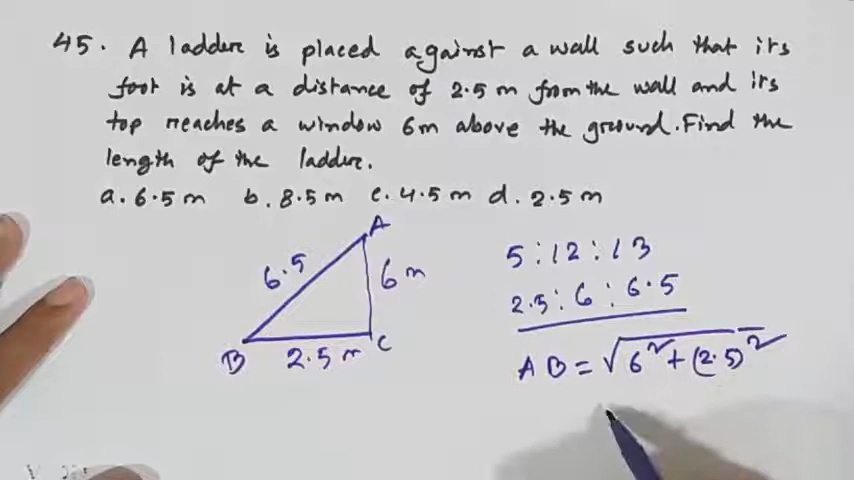 45. A ladder is placed against a wall such that its
foot is at a distance of 2.5 m from the wall and its
top reaches a window 6m above the ground. Find the
length of the ladder.
a. 6.5 m b. 8.5 m c. 4.5 m d. 2.5 m
A
6.5
6 m
B
2.5 m
C
5 : 12 : 13
2.5 : 6 : 6.5
AB = √6² + (2.5)²